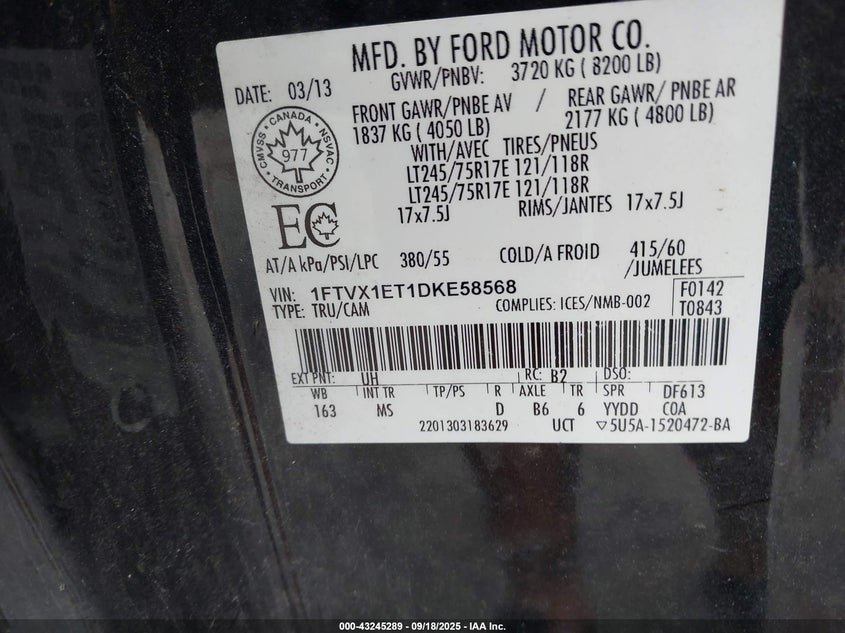 MFD. BY FORD MOTOR CO.
DATE: 03/13
GVWR/PNBV: 3720 KG ( 8200 LB)
FRONT GAWR/PNBE AV / REAR GAWR/ PNBE AR
1837 KG ( 4050 LB) 2177 KG ( 4800 LB)
WITH/AVEC TIRES/PNEUS
LT245/75R17E 121/118R
LT245/75R17E 121/118R
17x7.5J RIMS/JANTES 17x7.5J
CMVSS · CANADA · NSVAC
977
TRANSPORT
EC
AT/A kPa/PSI/LPC 380/55 COLD/A FROID 415/60
/JUMELEES
VIN: 1FTVX1ET1DKE58568 F0142
TYPE: TRU/CAM COMPLIES: ICES/NMB-002 T0843
EXT PNT: UH RC: B2 DSO:
WB INT TR TP/PS R AXLE TR SPR DF613
163 MS D B6 6 YYDD COA
2201303183629 UCT ▽5U5A-1520472-BA
000-43245289 - 09/18/2025 - IAA Inc.